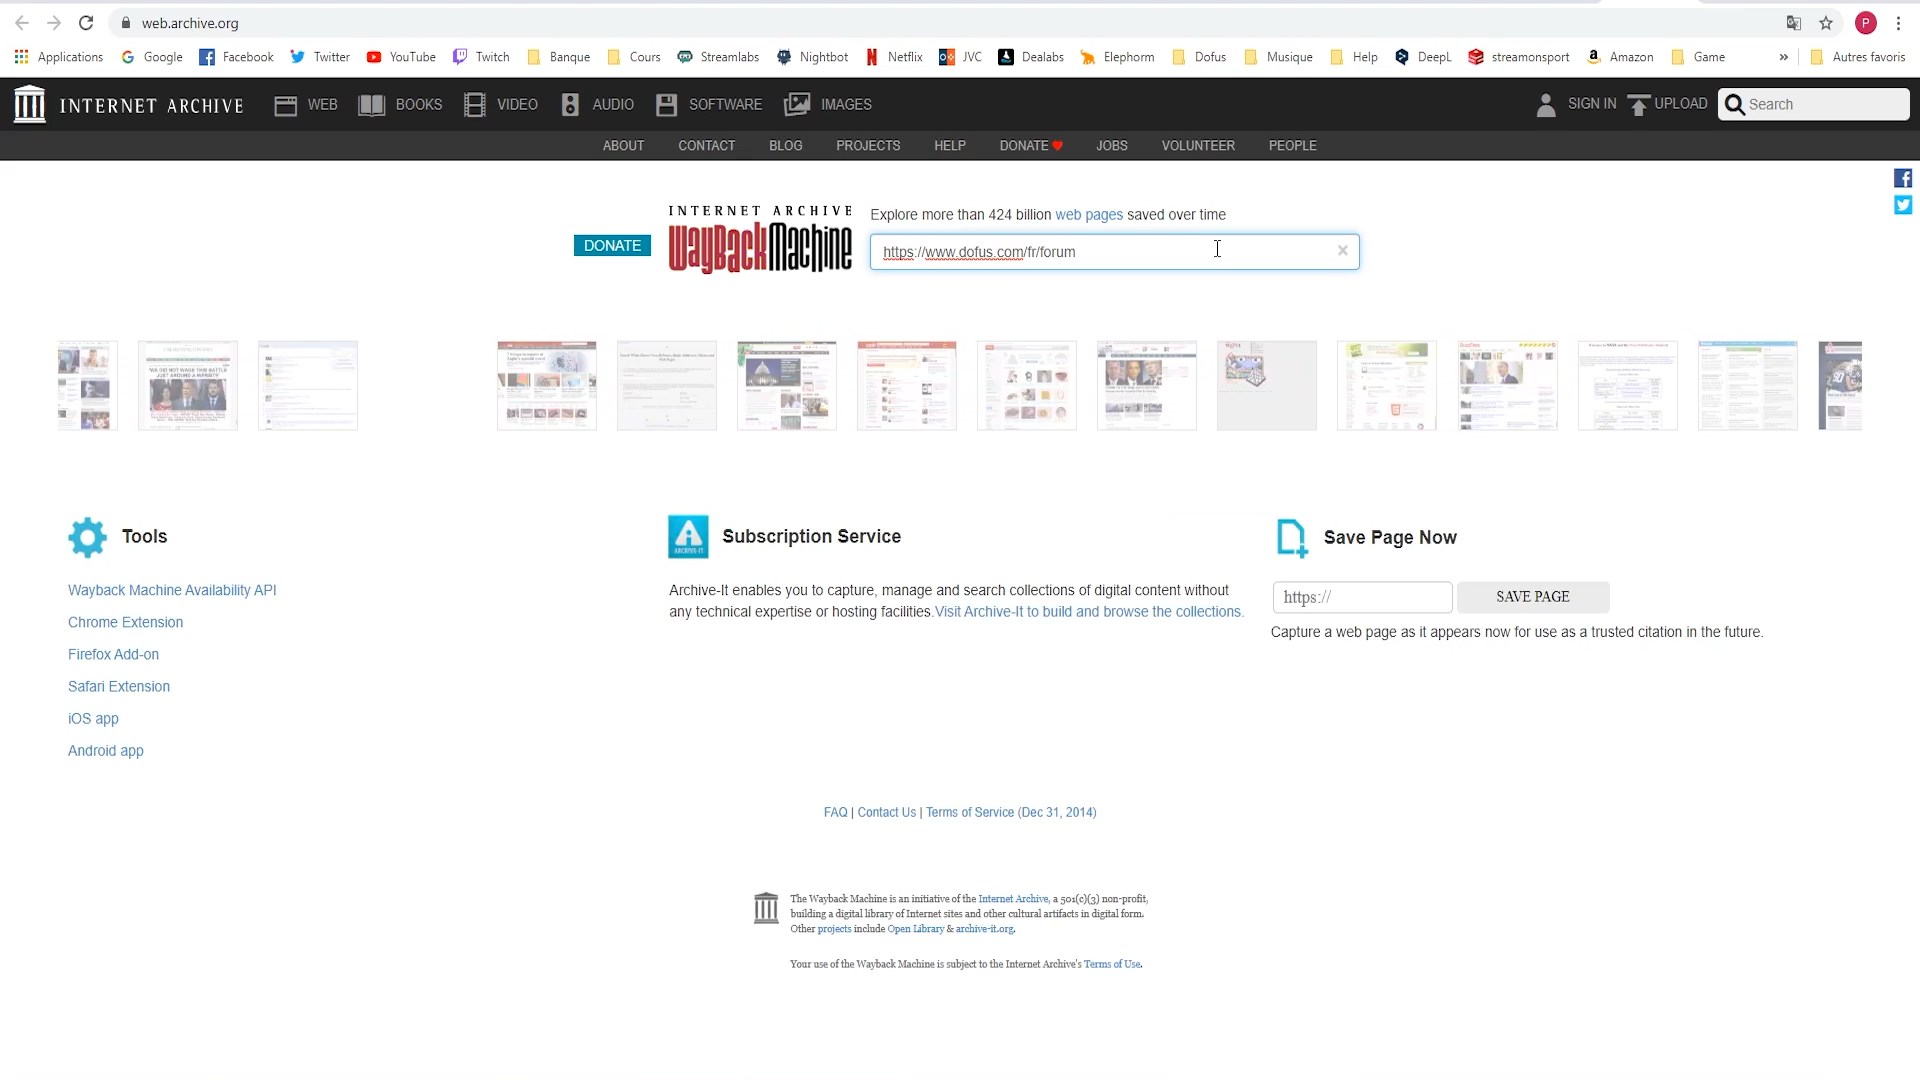 web.archive.org
Applications Google Facebook Twitter YouTube Twitch Banque Cours Streamlabs Nightbot Netflix JVC Dealabs Elephorm Dofus Musique Help DeepL streamonsport Amazon Game » Autres favoris
INTERNET ARCHIVE WEB BOOKS VIDEO AUDIO SOFTWARE IMAGES SIGN IN UPLOAD Search
ABOUT CONTACT BLOG PROJECTS HELP DONATE JOBS VOLUNTEER PEOPLE
INTERNET ARCHIVE
WayBackMachine
DONATE
Explore more than 424 billion web pages saved over time
https://www.dofus.com/fr/forum
Tools
Wayback Machine Availability API
Chrome Extension
Firefox Add-on
Safari Extension
iOS app
Android app
ARCHIVE-IT
Subscription Service
Archive-It enables you to capture, manage and search collections of digital content without
any technical expertise or hosting facilities.Visit Archive-It to build and browse the collections.
Save Page Now
https:// SAVE PAGE
Capture a web page as it appears now for use as a trusted citation in the future.
FAQ | Contact Us | Terms of Service (Dec 31, 2014)
The Wayback Machine is an initiative of the Internet Archive, a 501(c)(3) non-profit,
building a digital library of Internet sites and other cultural artifacts in digital form.
Other projects include Open Library & archive-it.org.
Your use of the Wayback Machine is subject to the Internet Archive's Terms of Use.